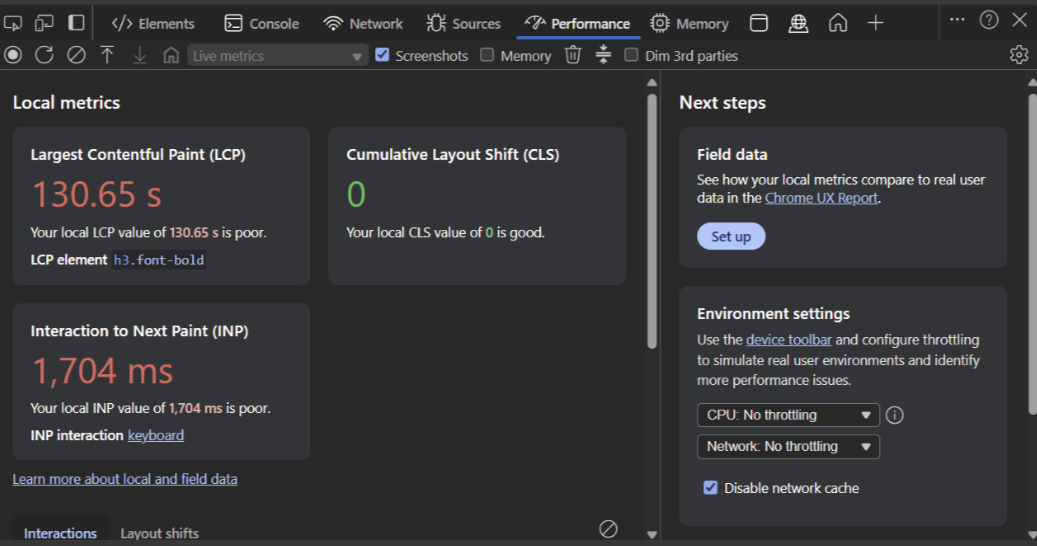 Elements Console Network Sources Performance Memory
Live metrics Screenshots Memory Dim 3rd parties
Local metrics
Largest Contentful Paint (LCP)
130.65 s
Your local LCP value of 130.65 s is poor.
LCP element h3.font-bold
Cumulative Layout Shift (CLS)
0
Your local CLS value of 0 is good.
Interaction to Next Paint (INP)
1,704 ms
Your local INP value of 1,704 ms is poor.
INP interaction keyboard
Learn more about local and field data
Interactions Layout shifts
Next steps
Field data
See how your local metrics compare to real user
data in the Chrome UX Report.
Set up
Environment settings
Use the device toolbar and configure throttling
to simulate real user environments and identify
more performance issues.
CPU: No throttling
Network: No throttling
Disable network cache